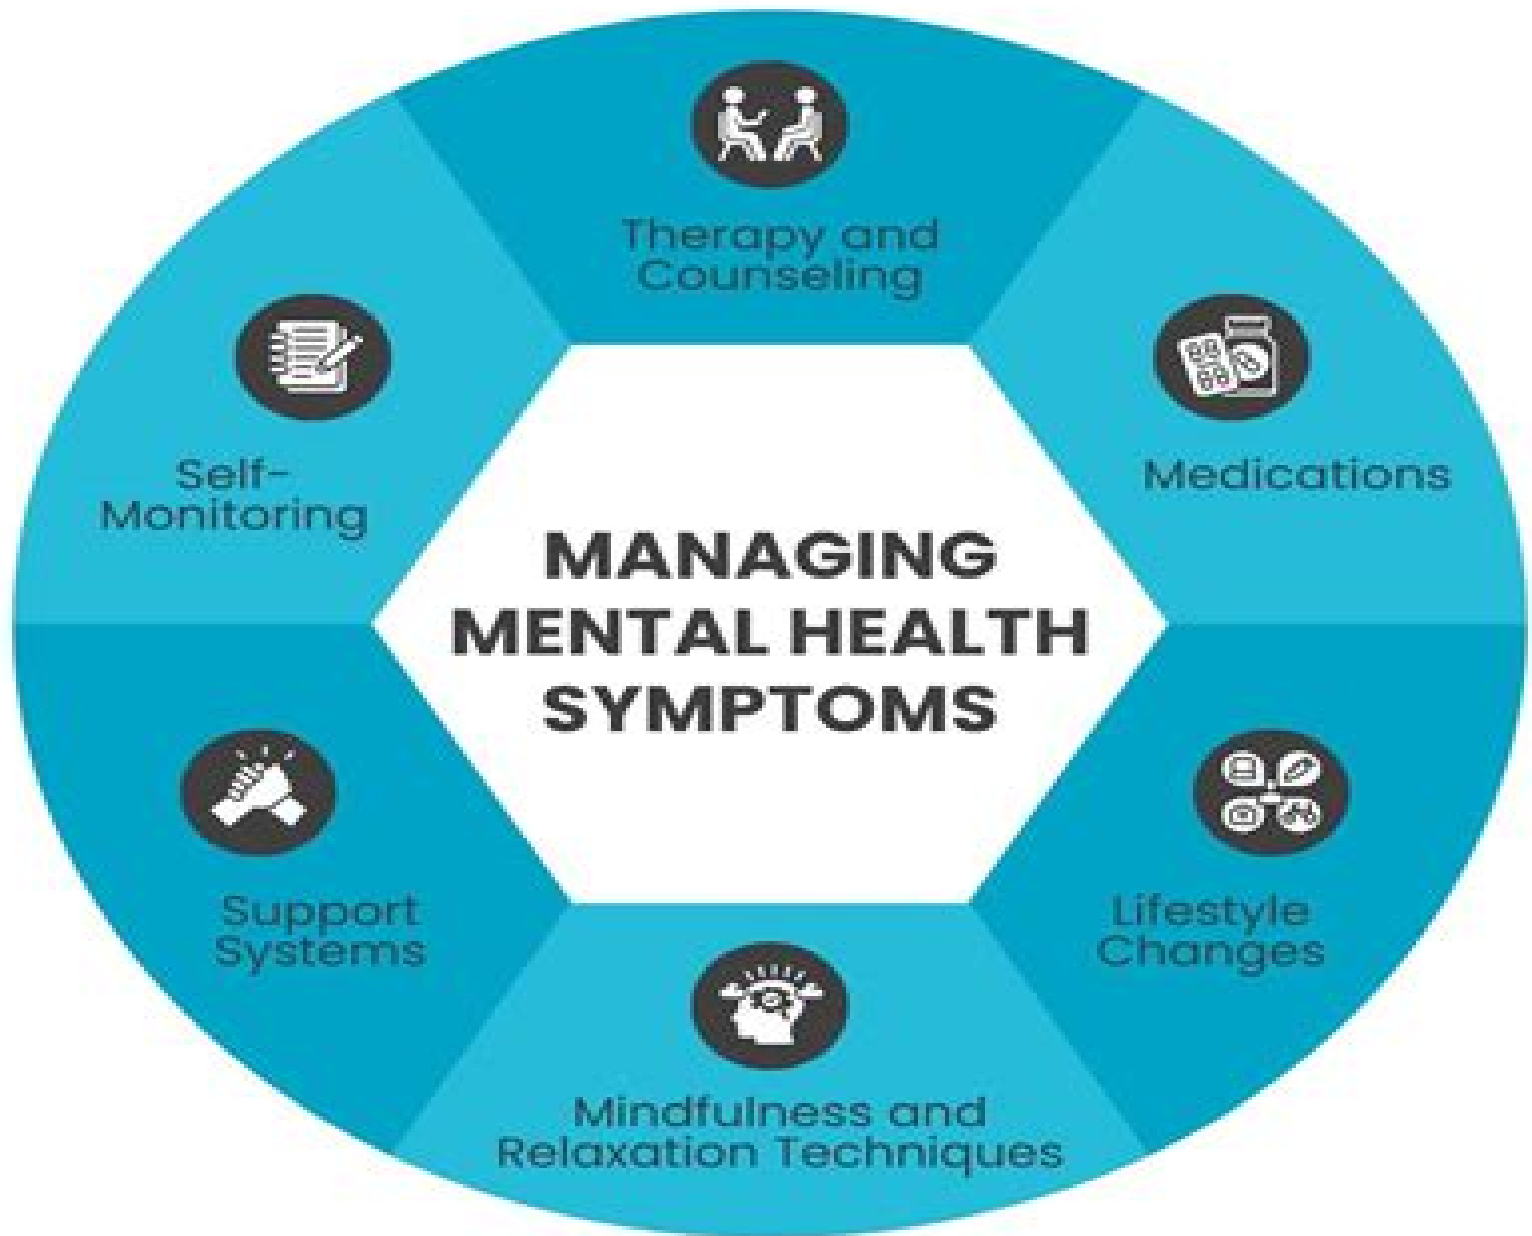 Therapy and
Counseling
Medications
Lifestyle
Changes
Mindfulness and
Relaxation Techniques
Support
Systems
Self-
Monitoring
MANAGING
MENTAL HEALTH
SYMPTOMS